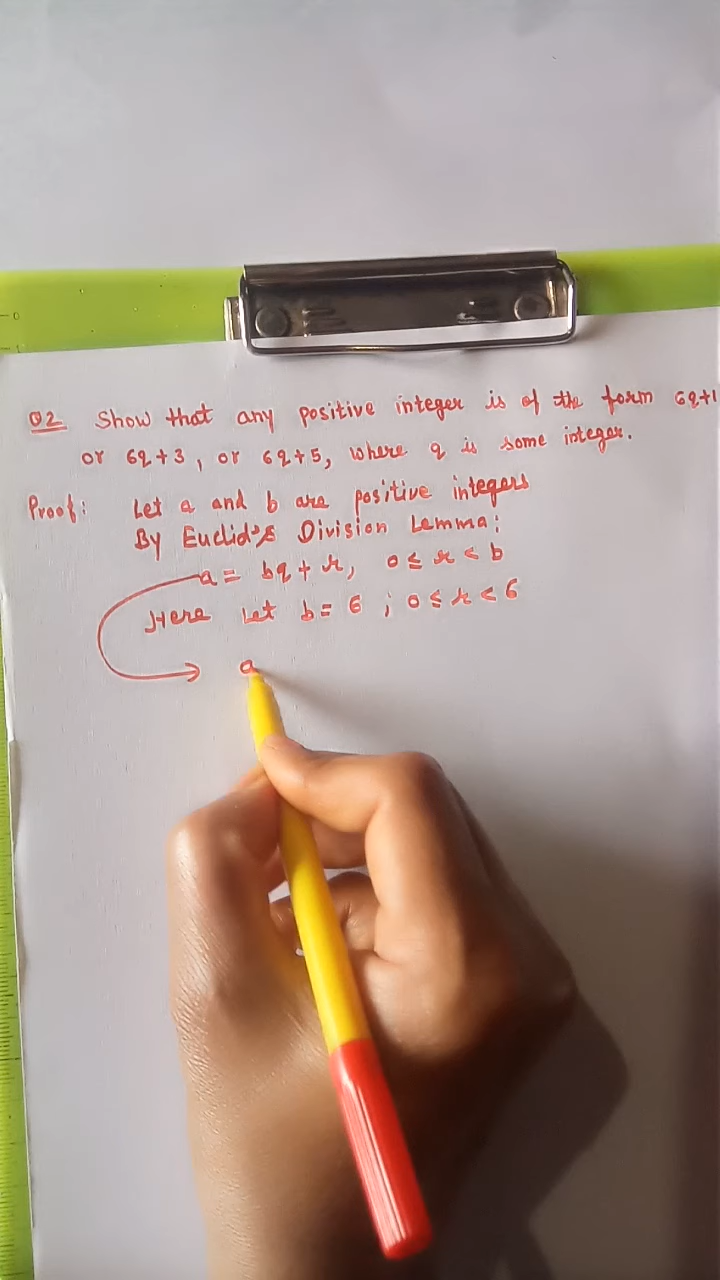 Q2 Show that any positive integer is of the form 6q+1
or 6q+3, or 6q+5, where q is some integer.
Proof: Let a and b are positive integers
By Euclid's Division Lemma:
a = bq + r, 0 ≤ r < b
Here Let b = 6 ; 0 ≤ r < 6
a